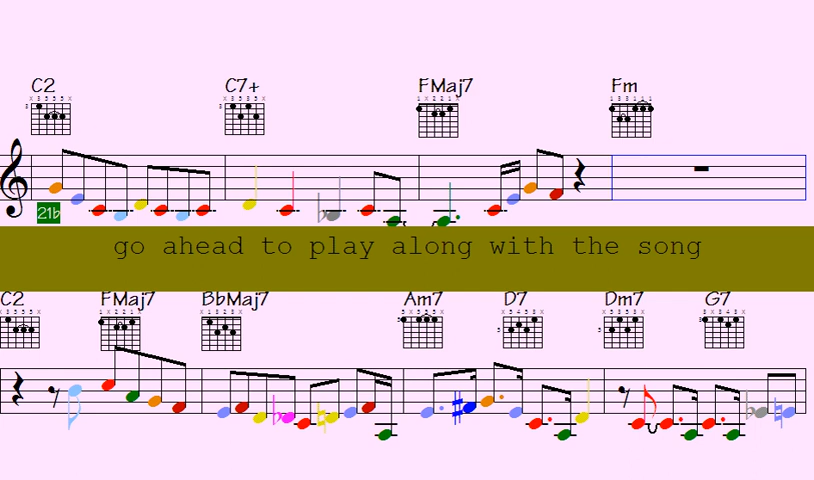 C2 C7+ FMaj7 Fm
21b
go ahead to play along with the song
C2 FMaj7 BbMaj7 Am7 D7 Dm7 G7